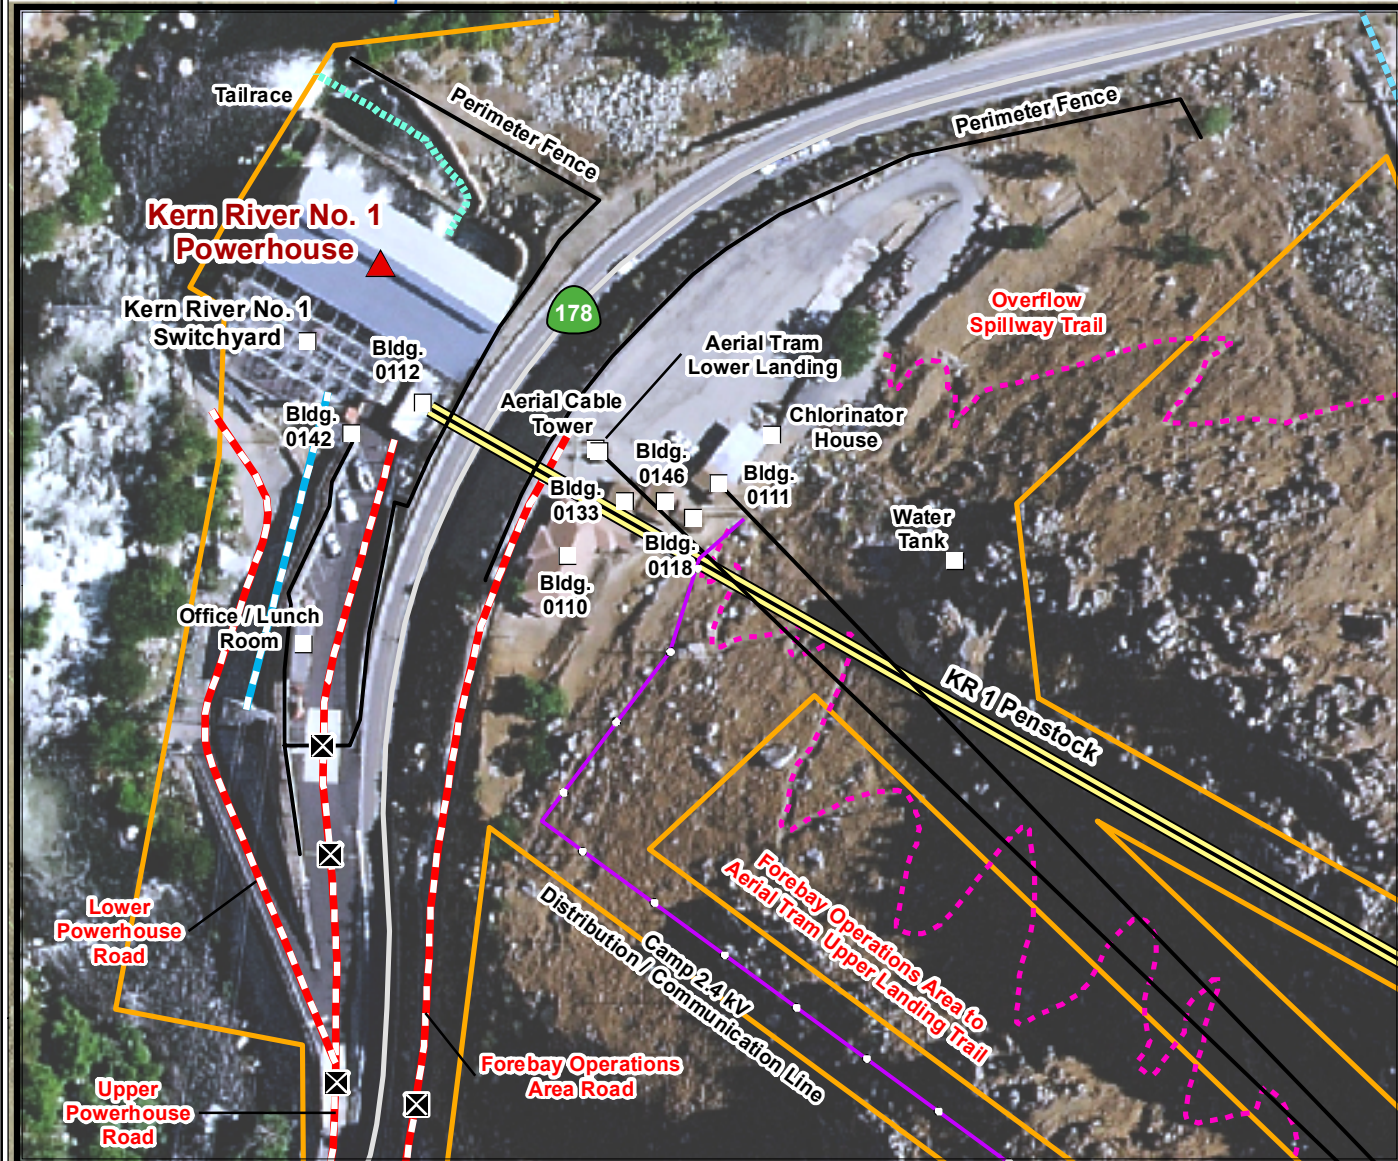 Tailrace
Perimeter Fence
Perimeter Fence
Kern River No. 1
Powerhouse
Kern River No. 1
Switchyard
178
Overflow
Spillway Trail
Bldg.
0112
Aerial Tram
Lower Landing
Aerial Cable
Tower
Bldg.
0142
Chlorinator
House
Bldg.
0146
Bldg.
0111
Bldg.
0133
Water
Tank
Bldg.
0118
Bldg.
0110
Office / Lunch
Room
KR 1 Penstock
Lower
Powerhouse
Road
Forebay Operations Area to
Aerial Tram Upper Landing Trail
Camp 2.4 kV
Distribution / Communication Line
Forebay Operations
Area Road
Upper
Powerhouse
Road